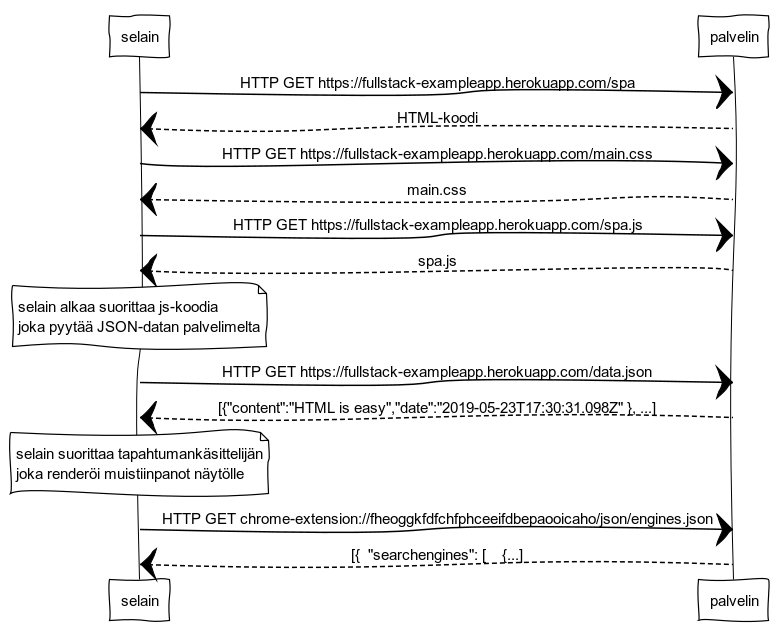 selain palvelin
HTTP GET https://fullstack-exampleapp.herokuapp.com/spa
HTML-koodi
HTTP GET https://fullstack-exampleapp.herokuapp.com/main.css
main.css
HTTP GET https://fullstack-exampleapp.herokuapp.com/spa.js
spa.js
selain alkaa suorittaa js-koodia
joka pyytää JSON-datan palvelimelta
HTTP GET https://fullstack-exampleapp.herokuapp.com/data.json
[{"content":"HTML is easy","date":"2019-05-23T17:30:31.098Z" }, ...]
selain suorittaa tapahtumankäsittelijän
joka renderöi muistiinpanot näytölle
HTTP GET chrome-extension://fheoggkfdfchfphceeifdbepaooicaho/json/engines.json
[{  "searchengines": [    {...]
selain palvelin